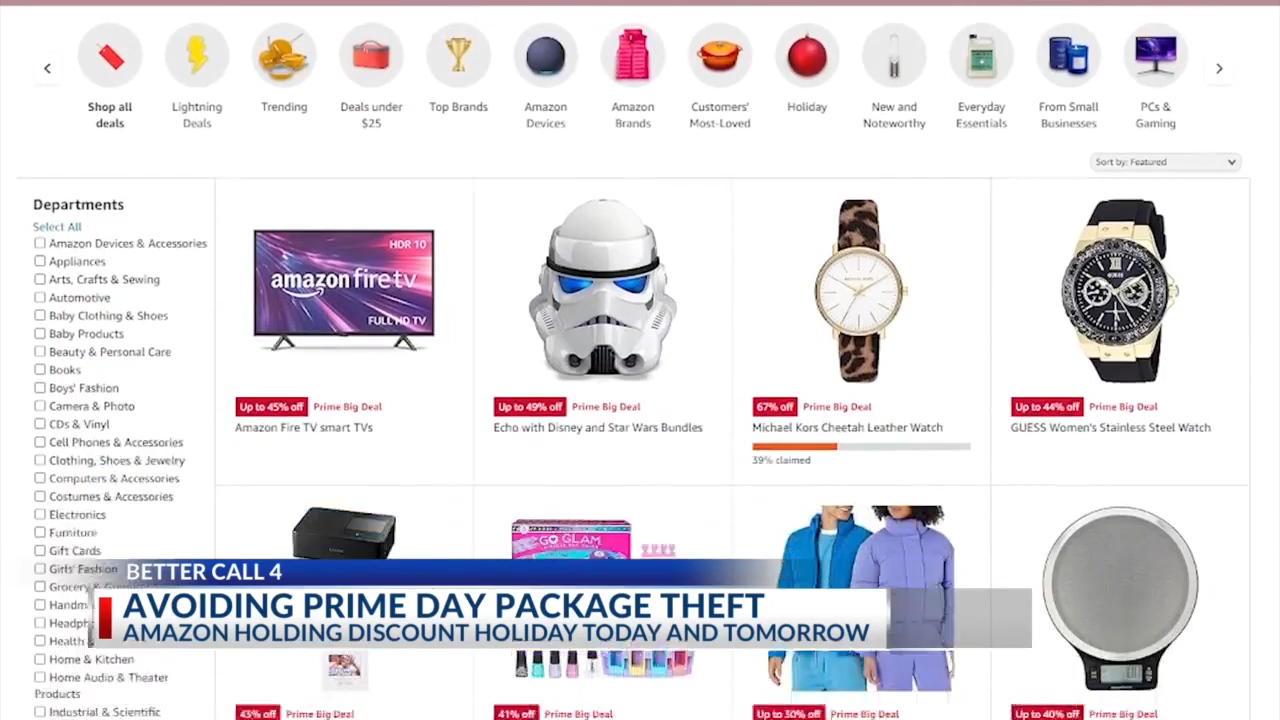 Shop all
deals
Lightning
Deals
Trending
Deals under
$25
Top Brands
Amazon
Devices
Amazon
Brands
Customers'
Most-Loved
Holiday
New and
Noteworthy
Everyday
Essentials
From Small
Businesses
PCs &
Gaming
Sort by: Featured
Departments
Select All
Amazon Devices & Accessories
Appliances
Arts, Crafts & Sewing
Automotive
Baby Clothing & Shoes
Baby Products
Beauty & Personal Care
Books
Boys' Fashion
Camera & Photo
CDs & Vinyl
Cell Phones & Accessories
Clothing, Shoes & Jewelry
Computers & Accessories
Costumes & Accessories
Electronics
Furniture
Gift Cards
Girls' Fashion
Grocery &
Home & Kitchen
Home Audio & Theater
Products
Industrial & Scientific
HDR 10
amazon fire tv
FULL HD TV
Up to 45% off Prime Big Deal
Amazon Fire TV smart TVs
Up to 49% off Prime Big Deal
Echo with Disney and Star Wars Bundles
MICHAEL KORS
67% off Prime Big Deal
Michael Kors Cheetah Leather Watch
39% claimed
GUESS
Up to 44% off Prime Big Deal
GUESS Women's Stainless Steel Watch
GO GLAM
BETTER CALL 4
AVOIDING PRIME DAY PACKAGE THEFT
AMAZON HOLDING DISCOUNT HOLIDAY TODAY AND TOMORROW
43% off Prime Big Deal
41% off Prime Big Deal
Up to 30% off Prime Big Deal
Up to 40% off Prime Big Deal